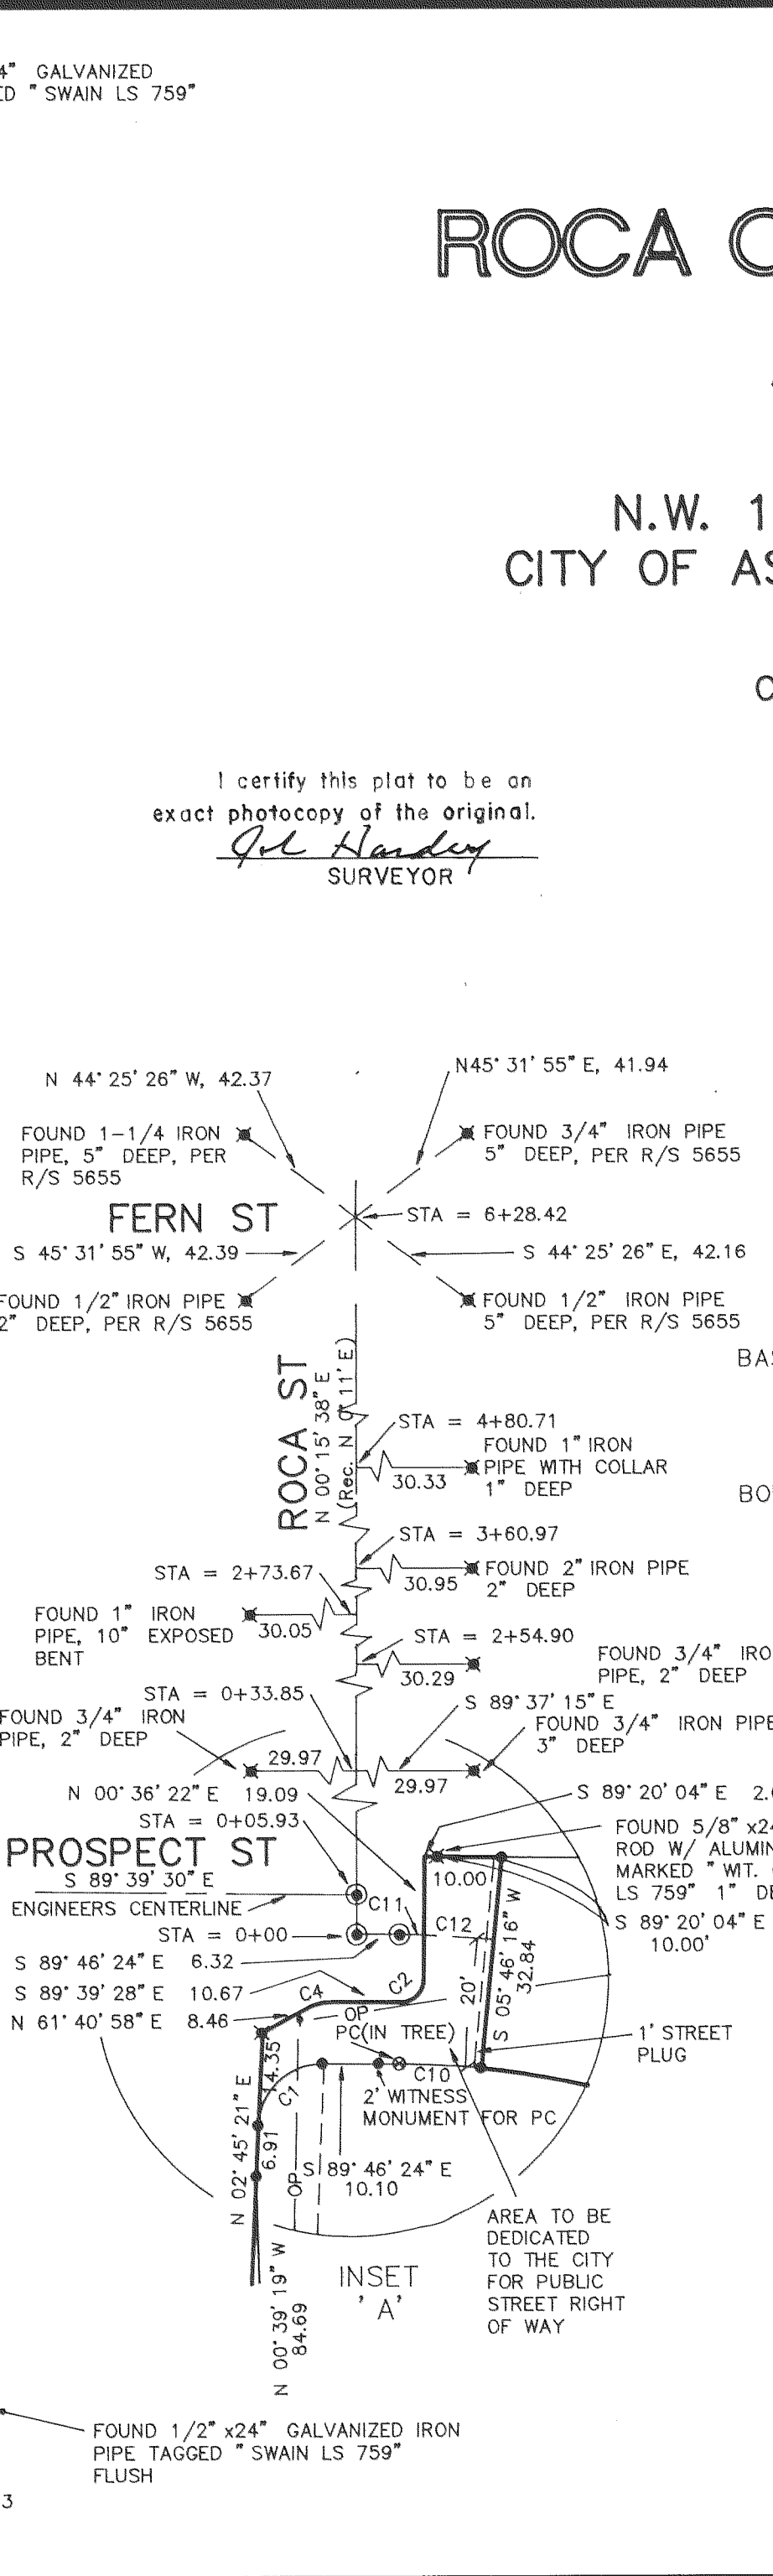 4" GALVANIZED
ED "SWAIN LS 759"
ROCA
N.W. 1
CITY OF AS
I certify this plat to be an
exact photocopy of the original.
SURVEYOR
N 44° 25' 26" W, 42.37
N45° 31' 55" E, 41.94
FOUND 1-1/4 IRON
PIPE, 5" DEEP, PER
R/S 5655
FOUND 3/4" IRON PIPE
5" DEEP, PER R/S 5655
FERN ST
STA = 6+28.42
S 45° 31' 55" W, 42.39
S 44° 25' 26" E, 42.16
FOUND 1/2" IRON PIPE
2" DEEP, PER R/S 5655
FOUND 1/2" IRON PIPE
5" DEEP, PER R/S 5655
BAS
ROCA ST
N 00° 15' 38" E
(Rec. N 0° 11' E)
STA = 4+80.71
FOUND 1" IRON
PIPE WITH COLLAR
1" DEEP
30.33
BO
STA = 3+60.97
FOUND 2" IRON PIPE
2" DEEP
30.95
STA = 2+73.67
FOUND 1" IRON
PIPE, 10" EXPOSED
BENT
30.05
STA = 2+54.90
30.29
FOUND 3/4" IRO
PIPE, 2" DEEP
STA = 0+33.85
FOUND 3/4" IRON
PIPE, 2" DEEP
29.97
S 89° 37' 15" E
FOUND 3/4" IRON PIPE
3" DEEP
29.97
N 00° 36' 22" E 19.09
S 89° 20' 04" E 2.
STA = 0+05.93
FOUND 5/8" x24
ROD W/ ALUMIN
MARKED "WIT.
LS 759" 1" DE
PROSPECT ST
S 89° 39' 30" E
ENGINEERS CENTERLINE
10.00
C11
C12
S 89° 20' 04" E
10.00'
STA = 0+00
S 89° 46' 24" E 6.32
S 89° 39' 28" E 10.67
N 61° 40' 58" E 8.46
C4
C2
20'
S 05° 46' 16" W
32.84
OP
PC(IN TREE)
1' STREET
PLUG
14.35
C7
C10
2' WITNESS
MONUMENT FOR PC
N 02° 45' 21" E
6.91
OP
S 89° 46' 24" E
10.10
AREA TO BE
DEDICATED
TO THE CITY
FOR PUBLIC
STREET RIGHT
OF WAY
INSET
'A'
N 00° 39' 19" W
84.69
FOUND 1/2" x24" GALVANIZED IRON
PIPE TAGGED "SWAIN LS 759"
FLUSH
3